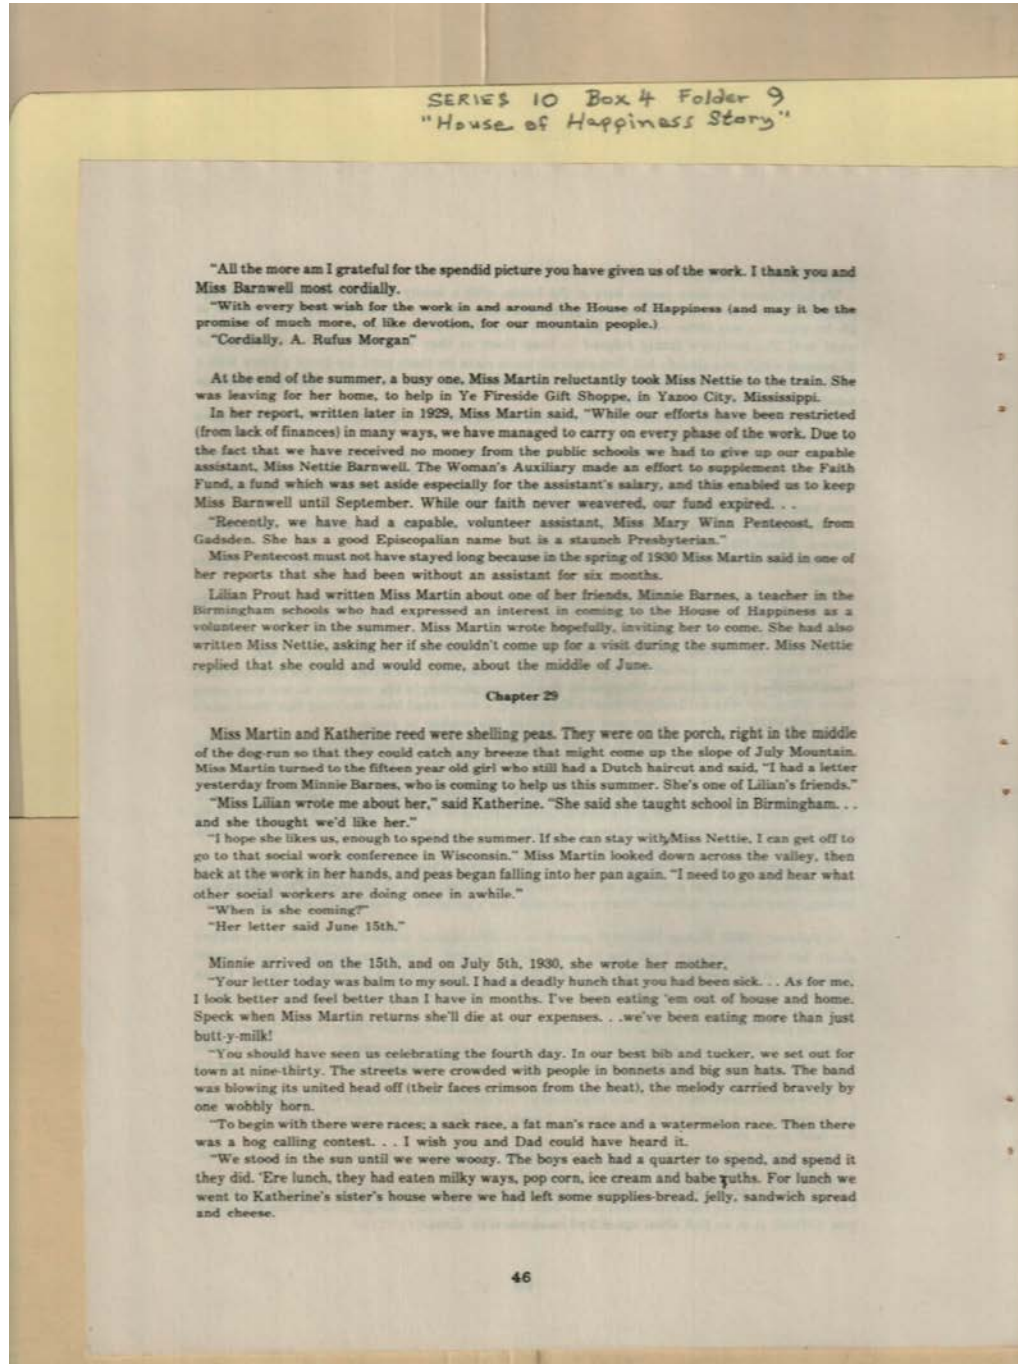 SERIES 10 Box 4 Folder 9
"House of Happiness Story"
"All the more am I grateful for the spendid picture you have given us of the work. I thank you and
Miss Barnwell most cordially.
"With every best wish for the work in and around the House of Happiness (and may it be the
promise of much more, of like devotion, for our mountain people.)
"Cordially, A. Rufus Morgan"
At the end of the summer, a busy one, Miss Martin reluctantly took Miss Nettie to the train. She
was leaving for her home, to help in Ye Fireside Gift Shoppe, in Yazoo City, Mississippi.
In her report, written later in 1929, Miss Martin said, "While our efforts have been restricted
(from lack of finances) in many ways, we have managed to carry on every phase of the work. Due to
the fact that we have received no money from the public schools we had to give up our capable
assistant, Miss Nettie Barnwell. The Woman's Auxiliary made an effort to supplement the Faith
Fund, a fund which was set aside especially for the assistant's salary, and this enabled us to keep
Miss Barnwell until September. While our faith never weavered, our fund expired. . .
"Recently, we have had a capable, volunteer assistant, Miss Mary Winn Pentecost, from
Gadsden. She has a good Episcopalian name but is a staunch Presbyterian."
Miss Pentecost must not have stayed long because in the spring of 1930 Miss Martin said in one of
her reports that she had been without an assistant for six months.
Lilian Prout had written Miss Martin about one of her friends, Minnie Barnes, a teacher in the
Birmingham schools who had expressed an interest in coming to the House of Happiness as a
volunteer worker in the summer. Miss Martin wrote hopefully, inviting her to come. She had also
written Miss Nettie, asking her if she couldn't come up for a visit during the summer. Miss Nettie
replied that she could and would come, about the middle of June.
Chapter 29
Miss Martin and Katherine reed were shelling peas. They were on the porch, right in the middle
of the dog-run so that they could catch any breeze that might come up the slope of July Mountain.
Miss Martin turned to the fifteen year old girl who still had a Dutch haircut and said, "I had a letter
yesterday from Minnie Barnes, who is coming to help us this summer. She's one of Lilian's friends."
"Miss Lilian wrote me about her," said Katherine. "She said she taught school in Birmingham. . .
and she thought we'd like her."
"I hope she likes us, enough to spend the summer. If she can stay with Miss Nettie, I can get off to
go to that social work conference in Wisconsin." Miss Martin looked down across the valley, then
back at the work in her hands, and peas began falling into her pan again. "I need to go and hear what
other social workers are doing once in awhile."
"When is she coming?"
"Her letter said June 15th."
Minnie arrived on the 15th, and on July 5th, 1930, she wrote her mother,
"Your letter today was balm to my soul. I had a deadly hunch that you had been sick. . . As for me,
I look better and feel better than I have in months. I've been eating 'em out of house and home.
Speck when Miss Martin returns she'll die at our expenses. . .we've been eating more than just
butt-y-milk!
"You should have seen us celebrating the fourth day. In our best bib and tucker, we set out for
town at nine-thirty. The streets were crowded with people in bonnets and big sun hats. The band
was blowing its united head off (their faces crimson from the heat), the melody carried bravely by
one wobbly horn.
"To begin with there were races; a sack race, a fat man's race and a watermelon race. Then there
was a hog calling contest. . . I wish you and Dad could have heard it.
"We stood in the sun until we were woozy. The boys each had a quarter to spend, and spend it
they did. 'Ere lunch, they had eaten milky ways, pop corn, ice cream and babe ruths. For lunch we
went to Katherine's sister's house where we had left some supplies-bread, jelly, sandwich spread
and cheese.
46